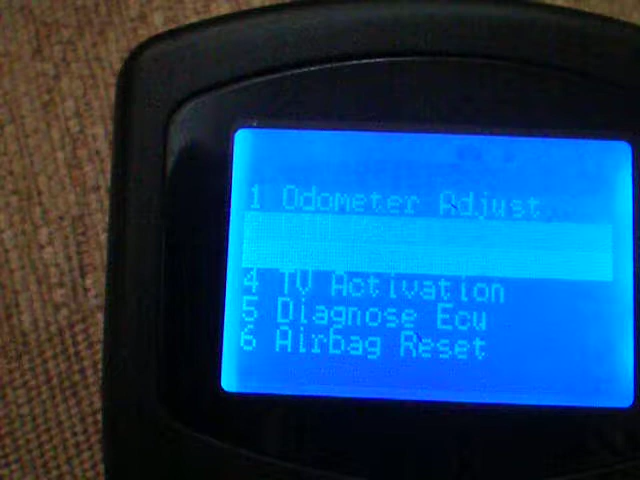 1 Odometer Adjust
4 TV Activation
5 Diagnose Ecu
6 Airbag Reset